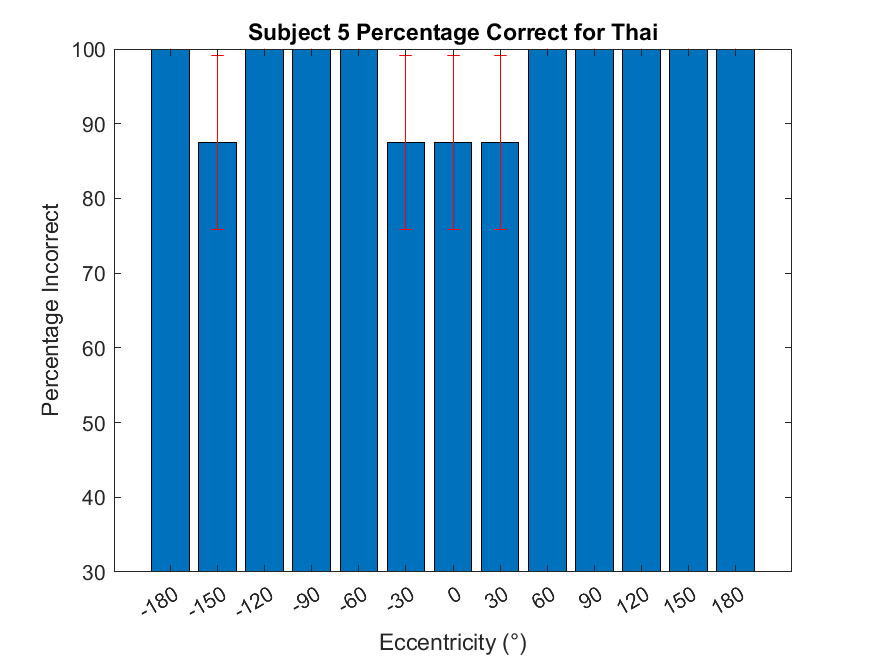 Subject 5 Percentage Correct for Thai
100
90
80
70
60
50
40
30
Percentage Incorrect
-180 -150 -120 -90 -60 -30 0 30 60 90 120 150 180
Eccentricity (°)